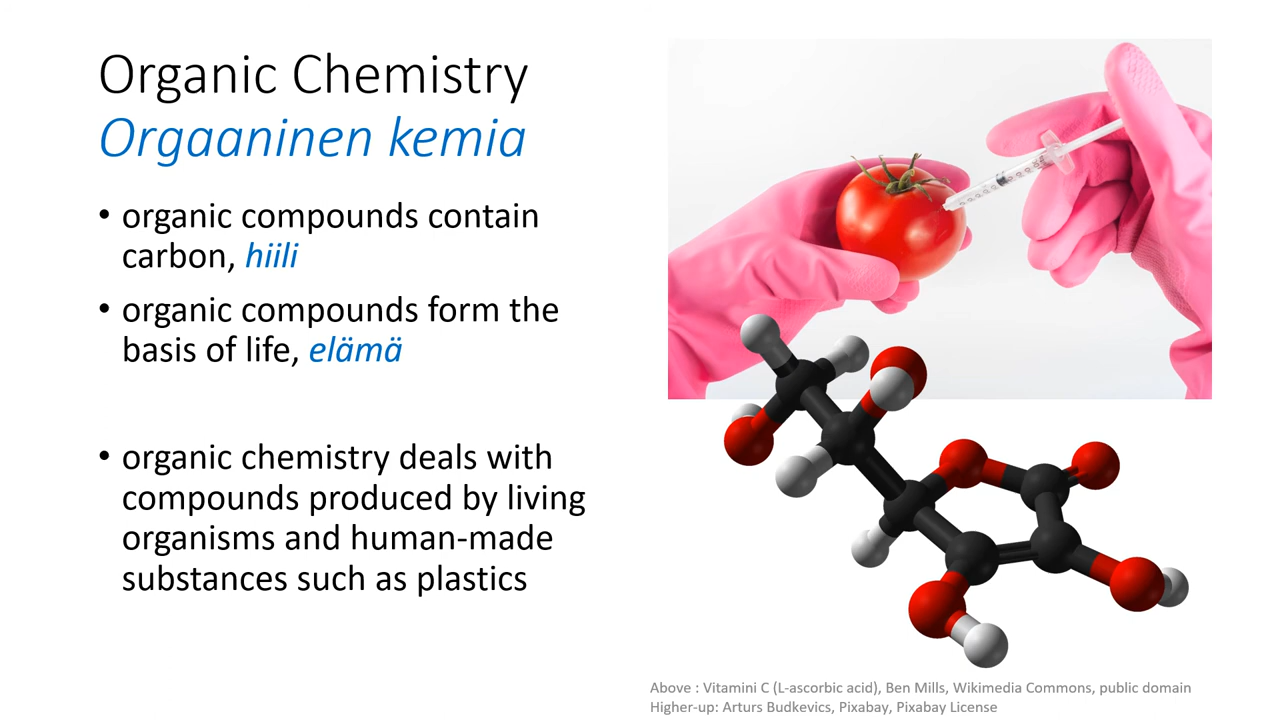 Organic Chemistry
Orgaaninen kemia
• organic compounds contain
carbon, hiili
• organic compounds form the
basis of life, elämä
• organic chemistry deals with
compounds produced by living
organisms and human-made
substances such as plastics
Above : Vitamini C (L-ascorbic acid), Ben Mills, Wikimedia Commons, public domain
Higher-up: Arturs Budkevics, Pixabay, Pixabay License